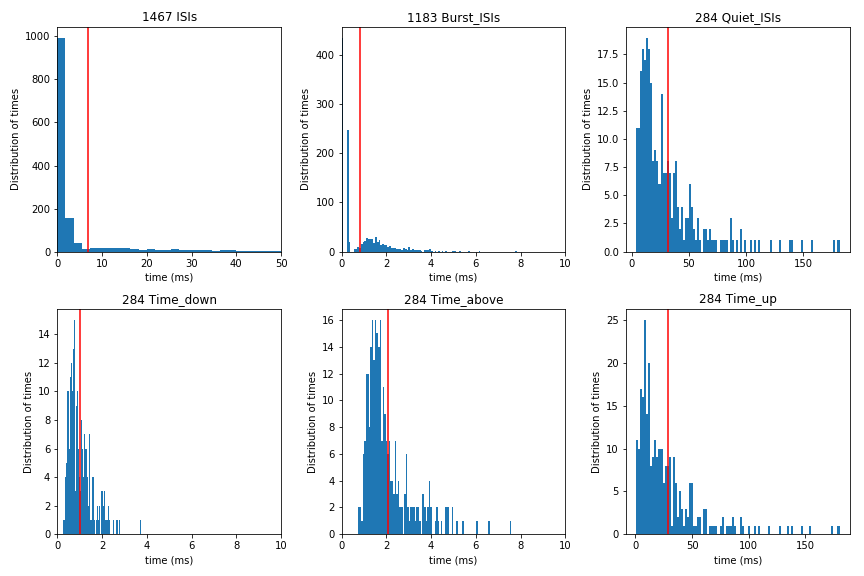 1467 ISIs
1183 Burst_ISIs
284 Quiet_ISIs
Distribution of times
1000
800
600
400
200
0
0 10 20 30 40 50
time (ms)
Distribution of times
400
300
200
100
0
0 2 4 6 8 10
time (ms)
Distribution of times
17.5
15.0
12.5
10.0
7.5
5.0
2.5
0.0
0 50 100 150
time (ms)
284 Time_down
284 Time_above
284 Time_up
Distribution of times
14
12
10
8
6
4
2
0
0 2 4 6 8 10
time (ms)
Distribution of times
16
14
12
10
8
6
4
2
0
0 2 4 6 8 10
time (ms)
Distribution of times
25
20
15
10
5
0
0 50 100 150
time (ms)